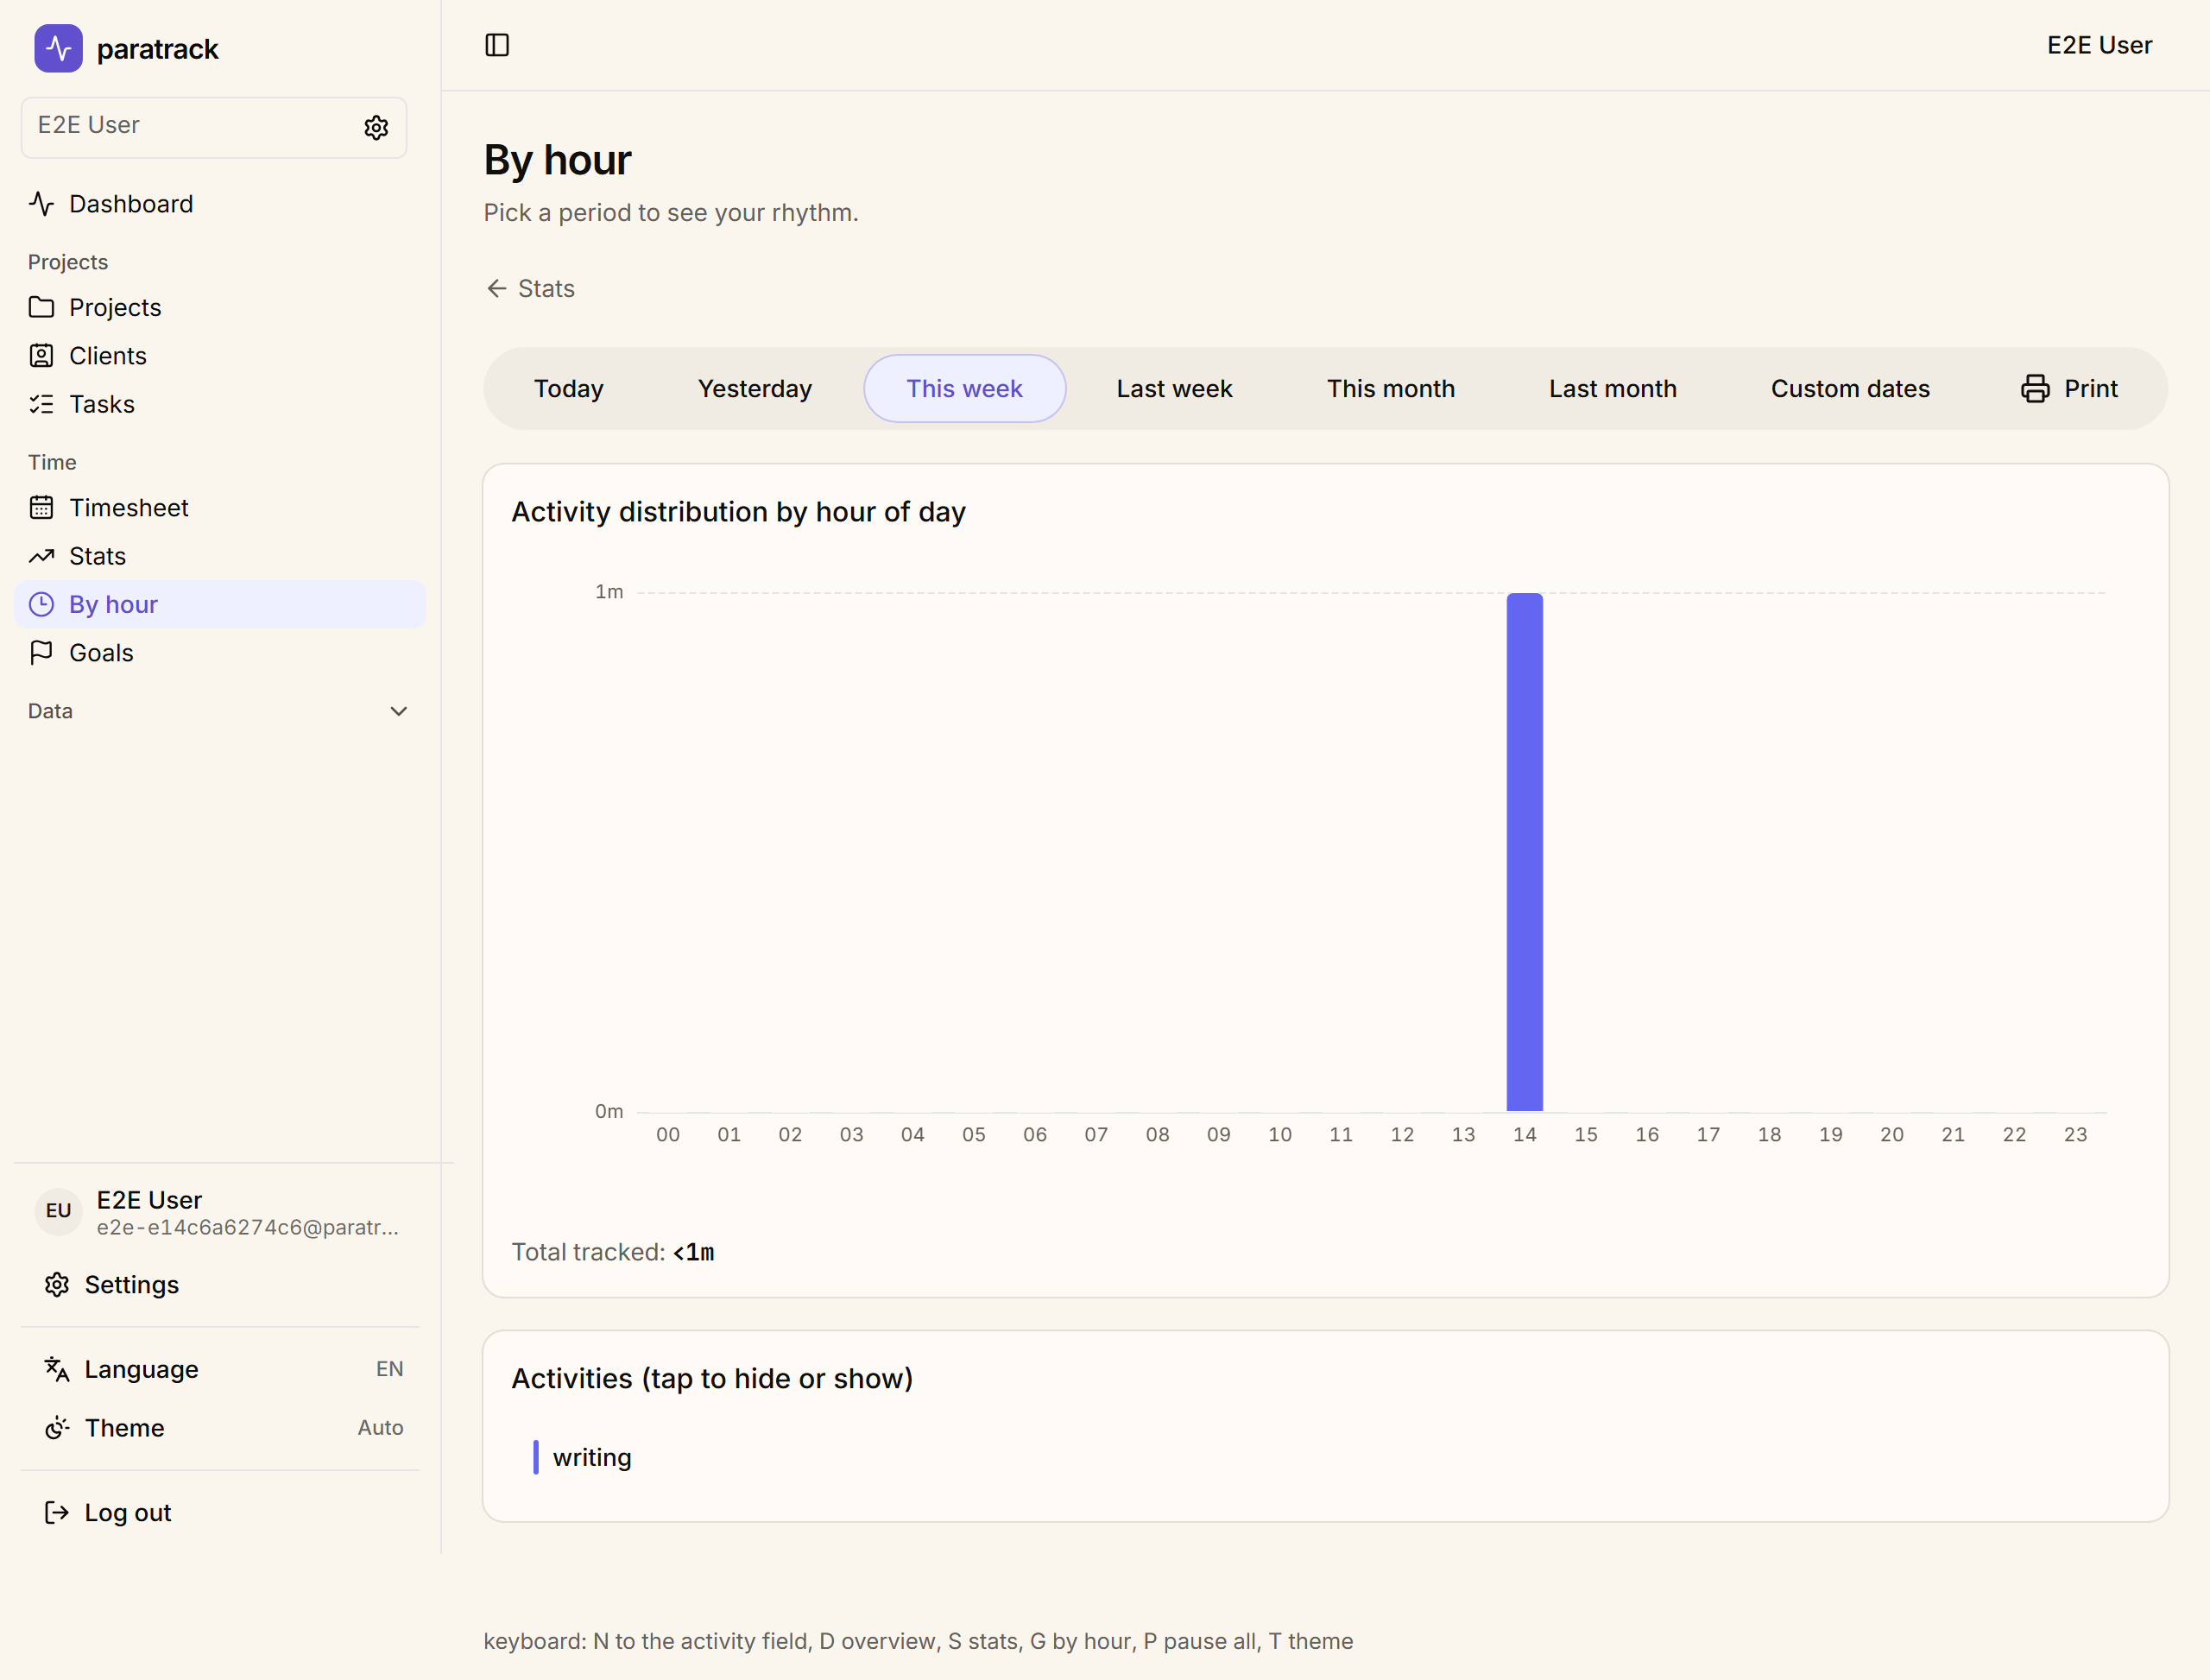 paratrack
E2E User
Dashboard
Projects
Projects
Clients
Tasks
Time
Timesheet
Stats
By hour
Goals
Data
EU
E2E User
e2e-e14c6a6274c6@paratr...
Settings
Language EN
Theme Auto
Log out
E2E User
By hour
Pick a period to see your rhythm.
Stats
Today Yesterday This week Last week This month Last month Custom dates Print
Activity distribution by hour of day
1m
0m
00 01 02 03 04 05 06 07 08 09 10 11 12 13 14 15 16 17 18 19 20 21 22 23
Total tracked: <1m
Activities (tap to hide or show)
writing
keyboard: N to the activity field, D overview, S stats, G by hour, P pause all, T theme